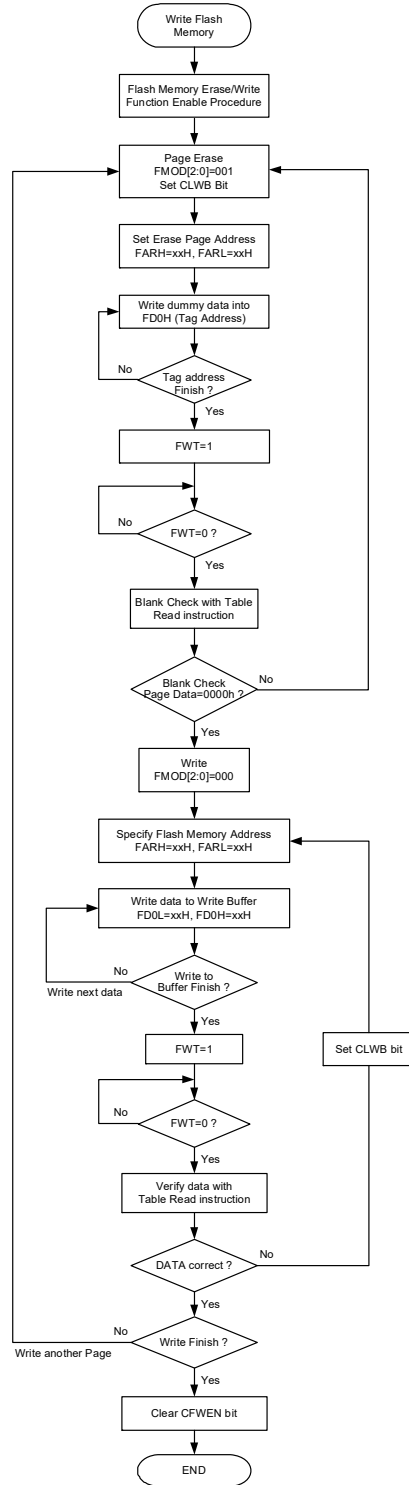 Write Flash
Memory
Flash Memory Erase/Write
Function Enable Procedure
Page Erase
FMOD[2:0]=001
Set CLWB Bit
Set Erase Page Address
FARH=xxH, FARL=xxH
Write dummy data into
FD0H (Tag Address)
No
Tag address
Finish ?
Yes
FWT=1
No
FWT=0 ?
Yes
Blank Check with Table
Read instruction
No
Blank Check
Page Data=0000h ?
Yes
Write
FMOD[2:0]=000
Specify Flash Memory Address
FARH=xxH, FARL=xxH
Write data to Write Buffer
FD0L=xxH, FD0H=xxH
No
Write next data
Write to
Buffer Finish ?
Yes
FWT=1
Set CLWB bit
No
FWT=0 ?
Yes
Verify data with
Table Read instruction
No
DATA correct ?
Yes
No
Write another Page
Write Finish ?
Yes
Clear CFWEN bit
END